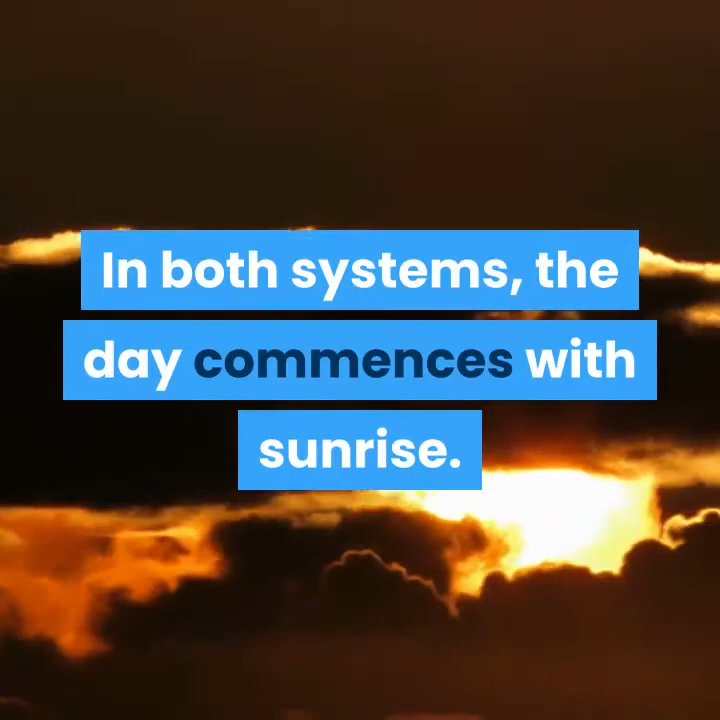 In both systems, the
day commences with
sunrise.